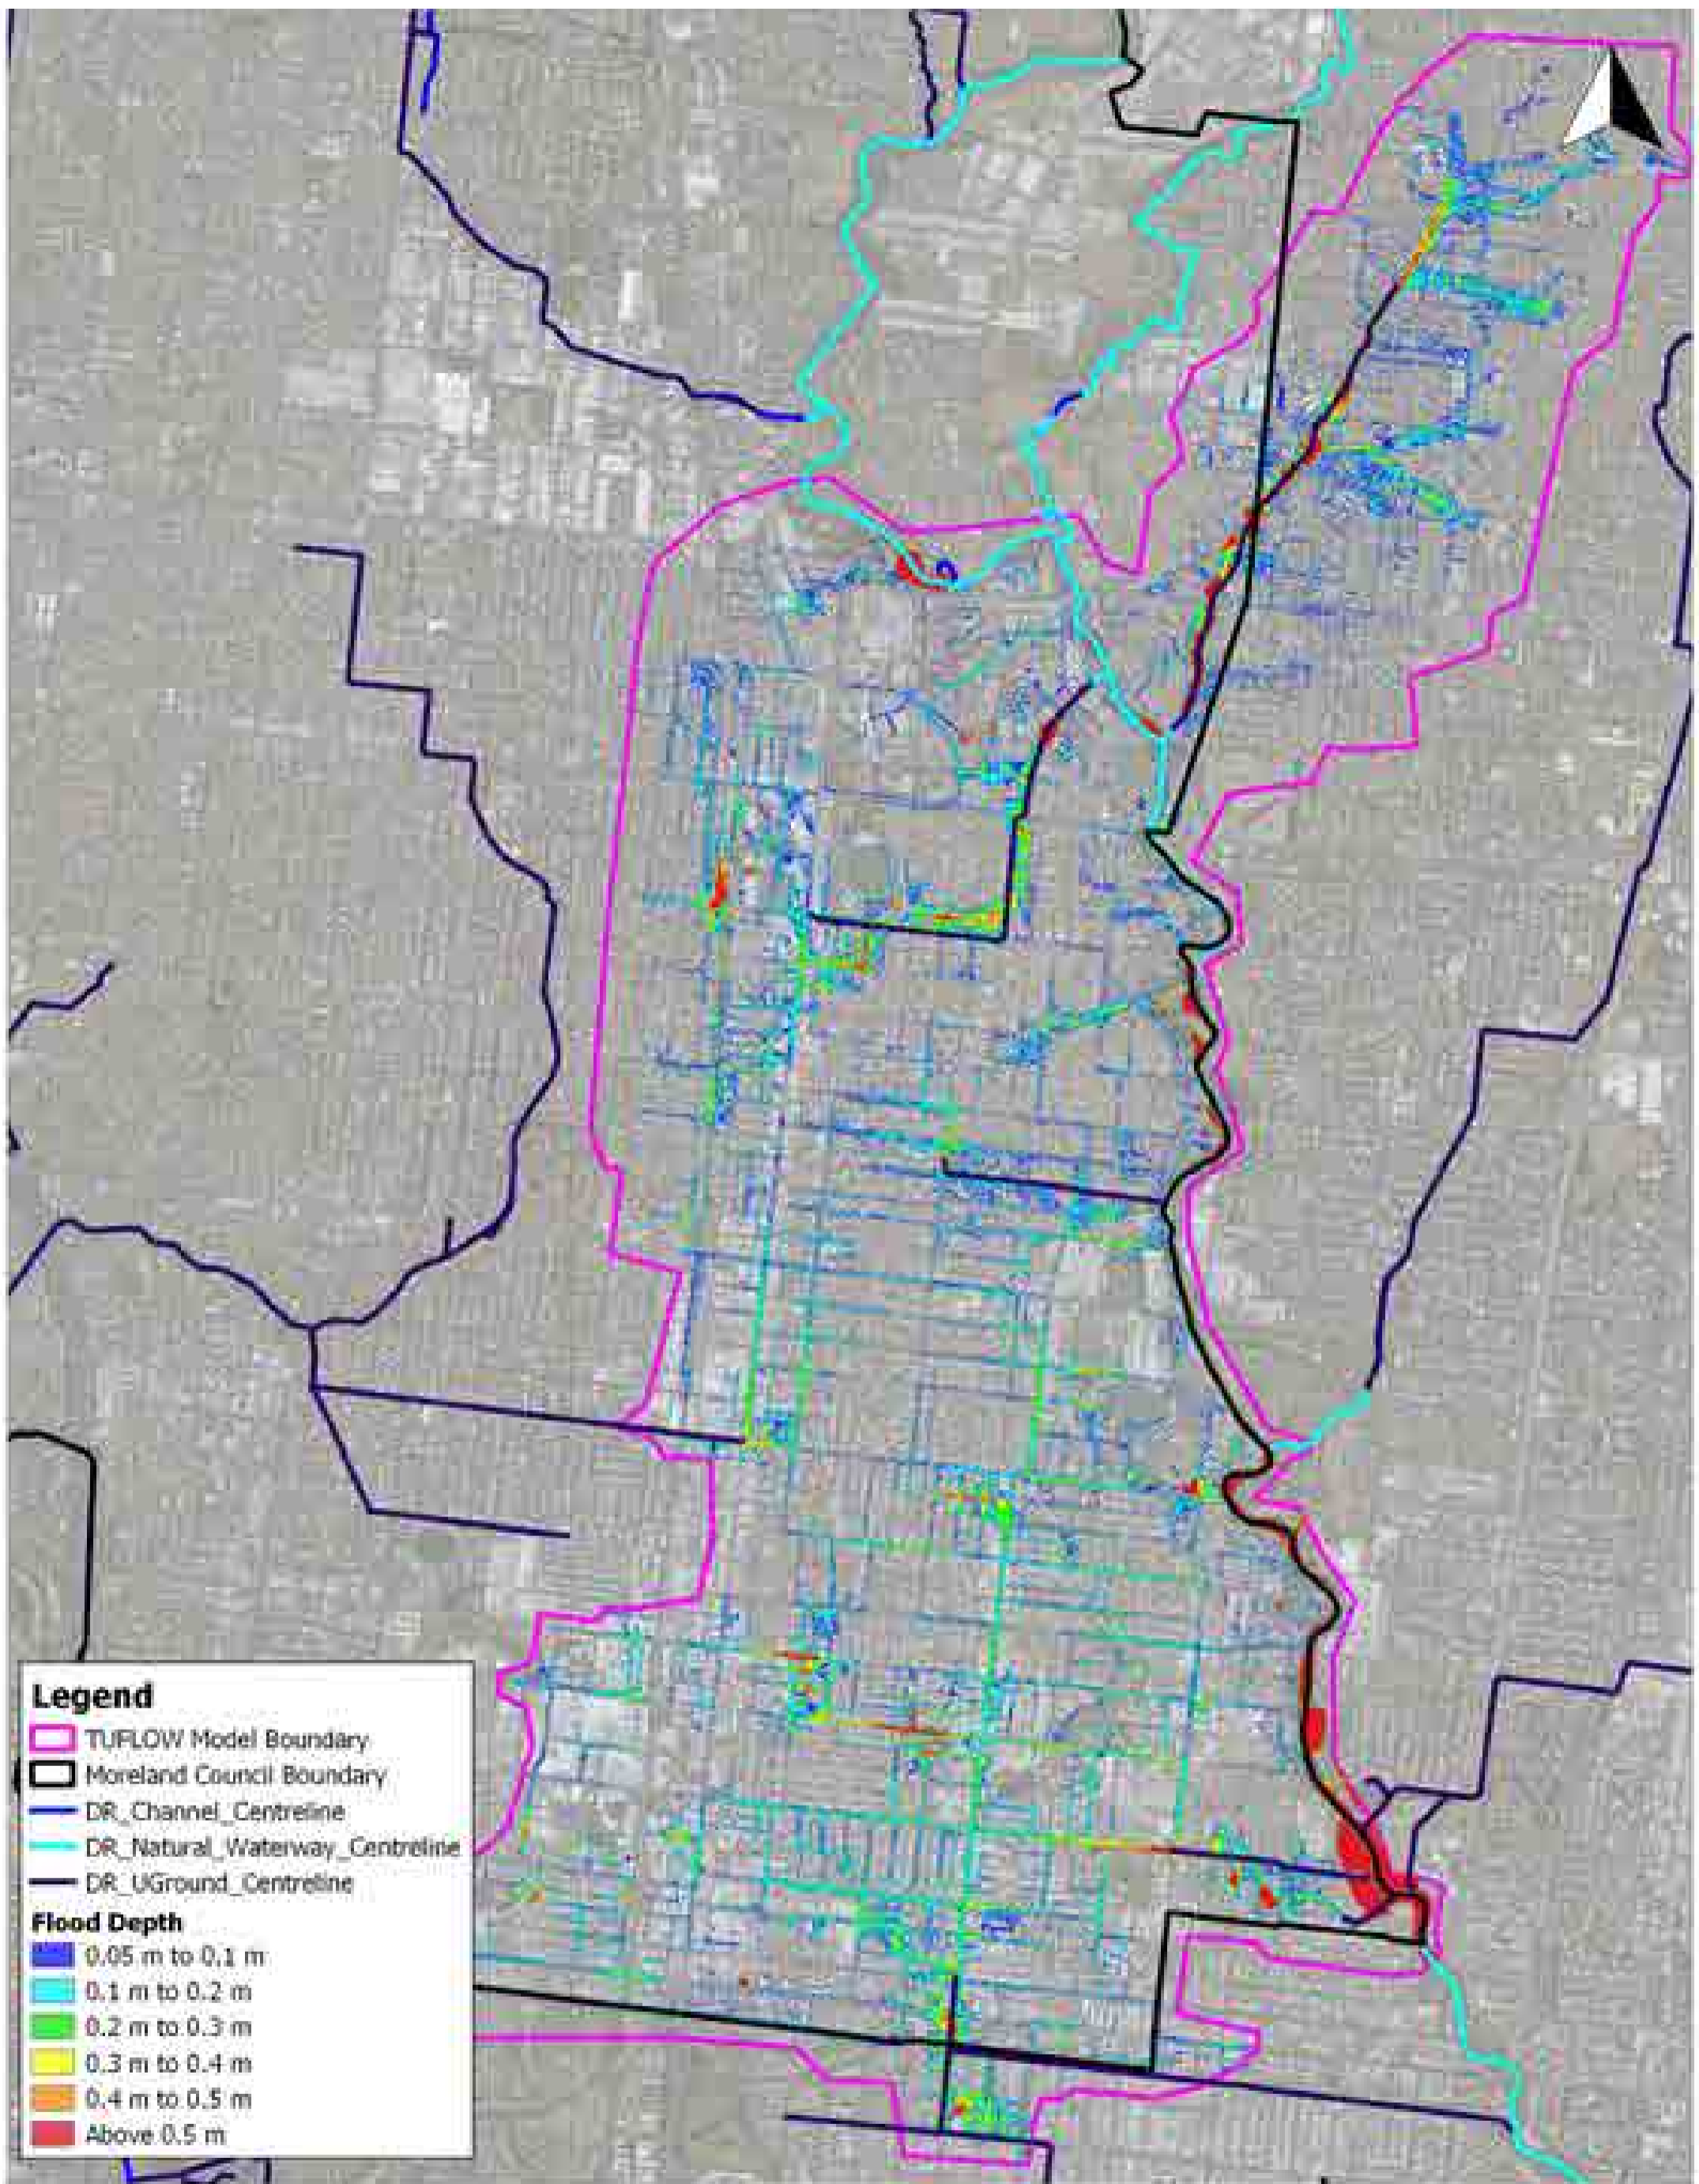 Legend
TUFLOW Model Boundary
Moreland Council Boundary
DR_Channel_Centreline
DR_Natural_Waterway_Centreline
DR_UGround_Centreline
Flood Depth
0.05 m to 0.1 m
0.1 m to 0.2 m
0.2 m to 0.3 m
0.3 m to 0.4 m
0.4 m to 0.5 m
Above 0.5 m